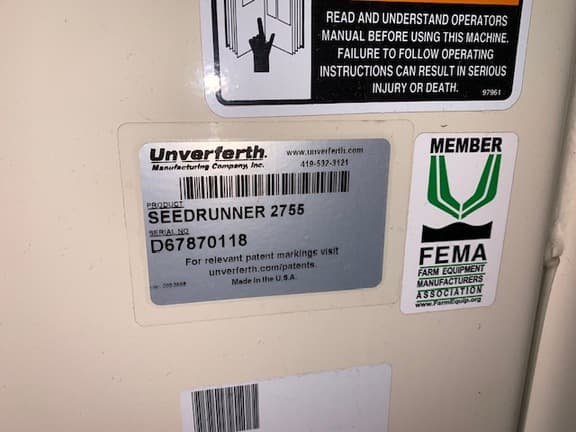 READ AND UNDERSTAND OPERATORS
MANUAL BEFORE USING THIS MACHINE.
FAILURE TO FOLLOW OPERATING
INSTRUCTIONS CAN RESULT IN SERIOUS
INJURY OR DEATH.
97961
Unverferth www.unverferth.com
Manufacturing Company, Inc. 419-532-3121
PRODUCT
SEEDRUNNER 2755
SERIAL NO
D67870118
For relevant patent markings visit
unverferth.com/patents.
Made in the U.S.A.
MEMBER
FEMA
FARM EQUIPMENT
MANUFACTURERS
ASSOCIATION
www.FarmEquip.org